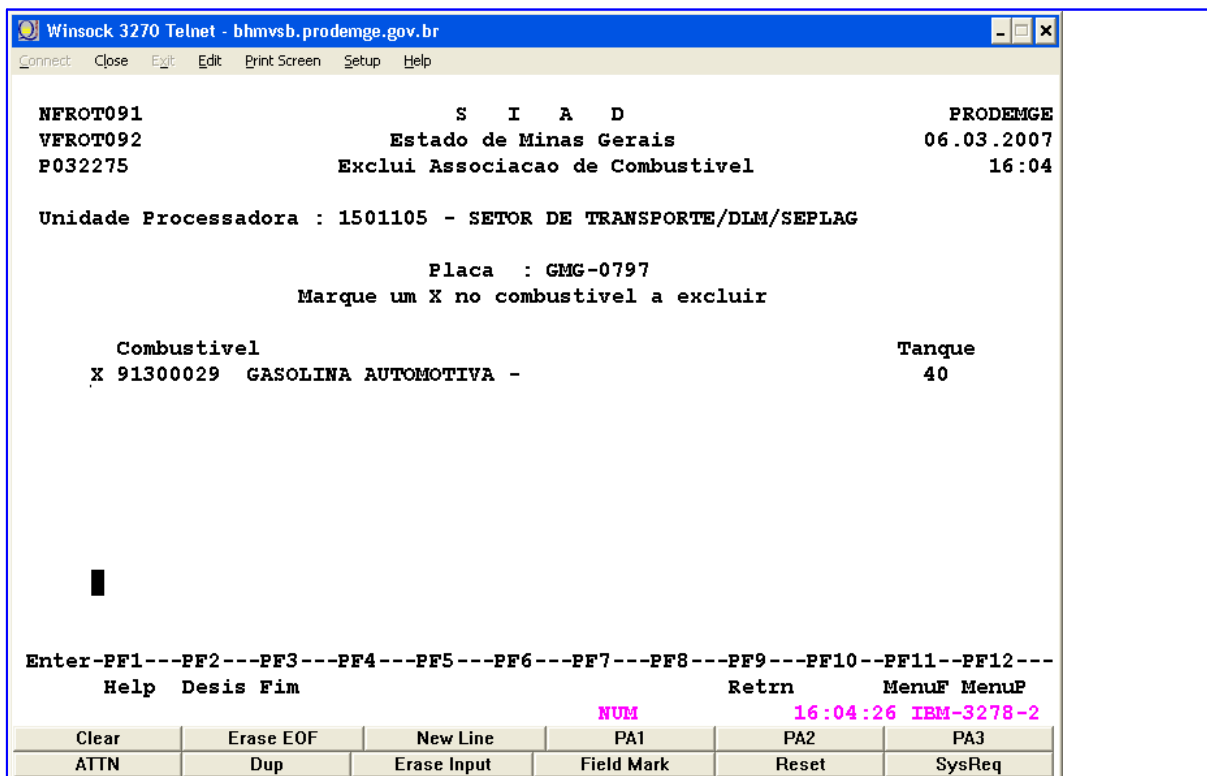 Winsock 3270 Telnet - bhmvsb.prodemge.gov.br
Connect Close Exit Edit Print Screen Setup Help
NFROT091 S I A D PRODEMGE
VFROT092 Estado de Minas Gerais 06.03.2007
P032275 Exclui Associacao de Combustivel 16:04
Unidade Processadora : 1501105 - SETOR DE TRANSPORTE/DLM/SEPLAG
Placa : GMG-0797
Marque um X no combustivel a excluir
Combustivel Tanque
X 91300029 GASOLINA AUTOMOTIVA - 40
Enter-PF1---PF2---PF3---PF4---PF5---PF6---PF7---PF8---PF9---PF10--PF11--PF12---
Help Desis Fim Retrn MenuF MenuP
NUM 16:04:26 IBM-3278-2
Clear Erase EOF New Line PA1 PA2 PA3
ATTN Dup Erase Input Field Mark Reset SysReq